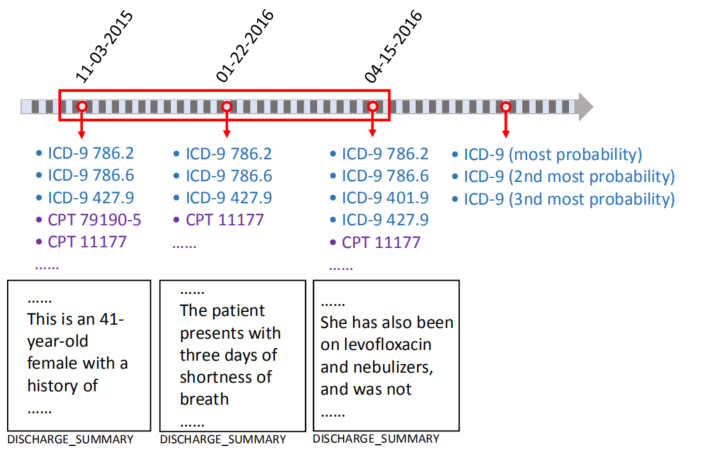 11-03-2015
01-22-2016
04-15-2016
• ICD-9 786.2
• ICD-9 786.6
• ICD-9 427.9
• CPT 79190-5
• CPT 11177
......
• ICD-9 786.2
• ICD-9 786.6
• ICD-9 427.9
• CPT 11177
......
• ICD-9 786.2
• ICD-9 786.6
• ICD-9 401.9
• ICD-9 427.9
• CPT 11177
......
• ICD-9 (most probability)
• ICD-9 (2nd most probability)
• ICD-9 (3nd most probability)
......
This is an 41-
year-old
female with a
history of
......
DISCHARGE_SUMMARY
......
The patient
presents with
three days of
shortness of
breath
......
DISCHARGE_SUMMARY
......
She has also been
on levofloxacin
and nebulizers,
and was not
......
DISCHARGE_SUMMARY